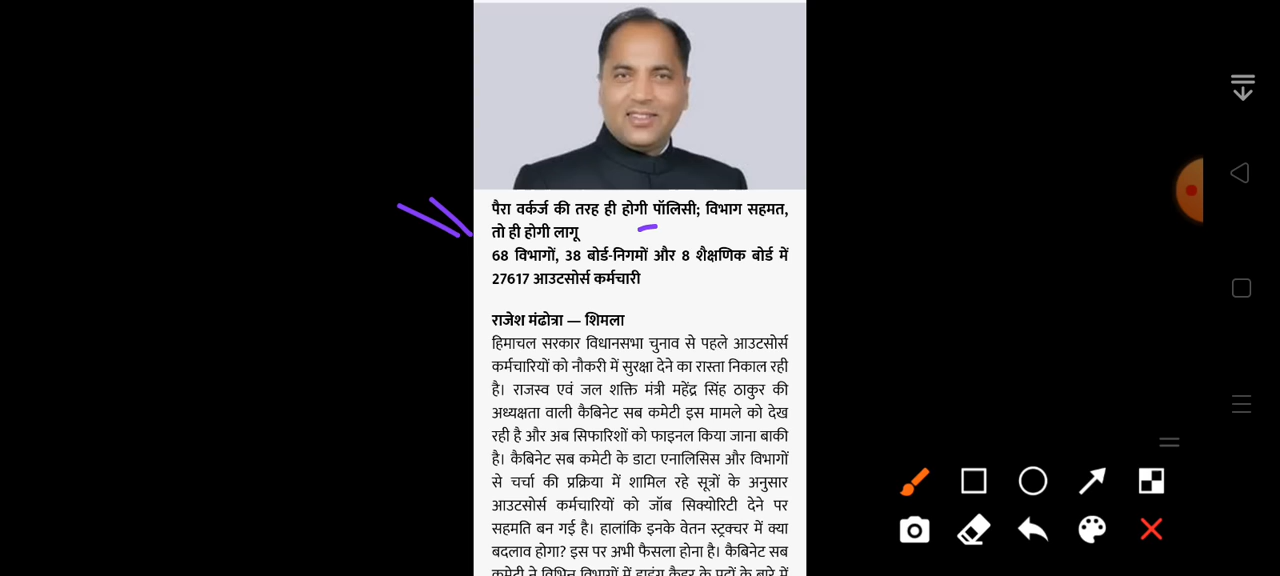 पैरा वर्कर्ज की तरह ही होगी पॉलिसी; विभाग सहमत,
तो ही होगी लागू
68 विभागों, 38 बोर्ड-निगमों और 8 शैक्षणिक बोर्ड में
27617 आउटसोर्स कर्मचारी
राजेश मंढोत्रा — शिमला
हिमाचल सरकार विधानसभा चुनाव से पहले आउटसोर्स
कर्मचारियों को नौकरी में सुरक्षा देने का रास्ता निकाल रही
है। राजस्व एवं जल शक्ति मंत्री महेंद्र सिंह ठाकुर की
अध्यक्षता वाली कैबिनेट सब कमेटी इस मामले को देख
रही है और अब सिफारिशों को फाइनल किया जाना बाकी
है। कैबिनेट सब कमेटी के डाटा एनालिसिस और विभागों
से चर्चा की प्रक्रिया में शामिल रहे सूत्रों के अनुसार
आउटसोर्स कर्मचारियों को जॉब सिक्योरिटी देने पर
सहमति बन गई है। हालांकि इनके वेतन स्ट्रक्चर में क्या
बदलाव होगा? इस पर अभी फैसला होना है। कैबिनेट सब
कमेटी ने विभिन्न विभागों में डाइंग कैडर के पदों के बारे में